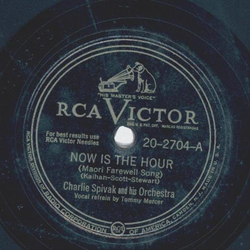 "HIS MASTER'S VOICE"
RCA VICTOR
For best results use
RCA Victor Needles
20-2704-A
NOW IS THE HOUR
(Maori Farewell Song)
(Kaihan-Scott-Stewart)
Charlie Spivak and his Orchestra
Vocal refrain by Tommy Mercer